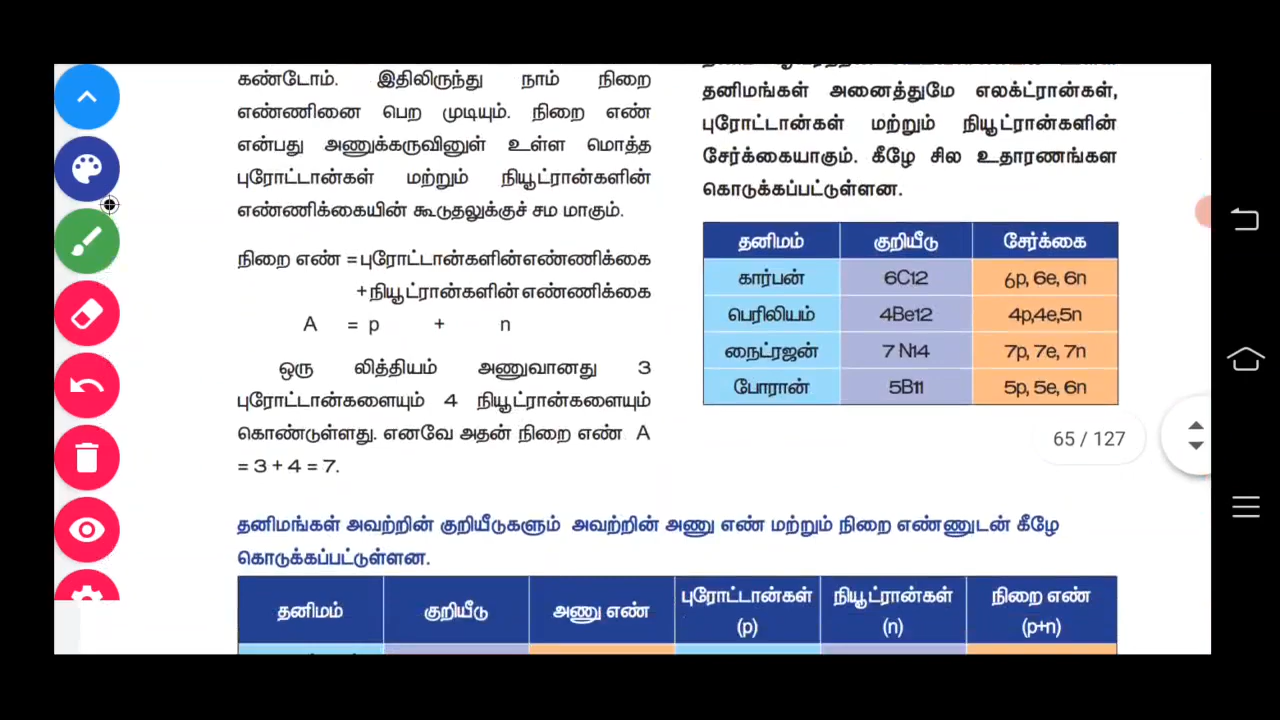 கண்டோம். இதிலிருந்து நாம் நிறை
எண்ணினை பெற முடியும். நிறை எண்
என்பது அணுக்கருவினுள் உள்ள மொத்த
புரோட்டான்கள் மற்றும் நியூட்ரான்களின்
எண்ணிக்கையின் கூடுதலுக்குச் சம மாகும்.
நிறை எண் = புரோட்டான்களின் எண்ணிக்கை
+ நியூட்ரான்களின் எண்ணிக்கை
A = p + n
ஒரு லித்தியம் அணுவானது 3
புரோட்டான்களையும் 4 நியூட்ரான்களையும்
கொண்டுள்ளது. எனவே அதன் நிறை எண் A
= 3 + 4 = 7.
தனிமங்கள் அனைத்துமே எலக்ட்ரான்கள்,
புரோட்டான்கள் மற்றும் நியூட்ரான்களின்
சேர்க்கையாகும். கீழே சில உதாரணங்கள
கொடுக்கப்பட்டுள்ளன.
தனிமம் குறியீடு சேர்க்கை
கார்பன் 6C12 6p, 6e, 6n
பெரிலியம் 4Be12 4p,4e,5n
நைட்ரஜன் 7 N14 7p, 7e, 7n
போரான் 5B11 5p, 5e, 6n
65 / 127
தனிமங்கள் அவற்றின் குறியீடுகளும் அவற்றின் அணு எண் மற்றும் நிறை எண்ணுடன் கீழே
கொடுக்கப்பட்டுள்ளன.
தனிமம் குறியீடு அணு எண் புரோட்டான்கள் நியூட்ரான்கள் நிறை எண்
(p) (n) (p+n)